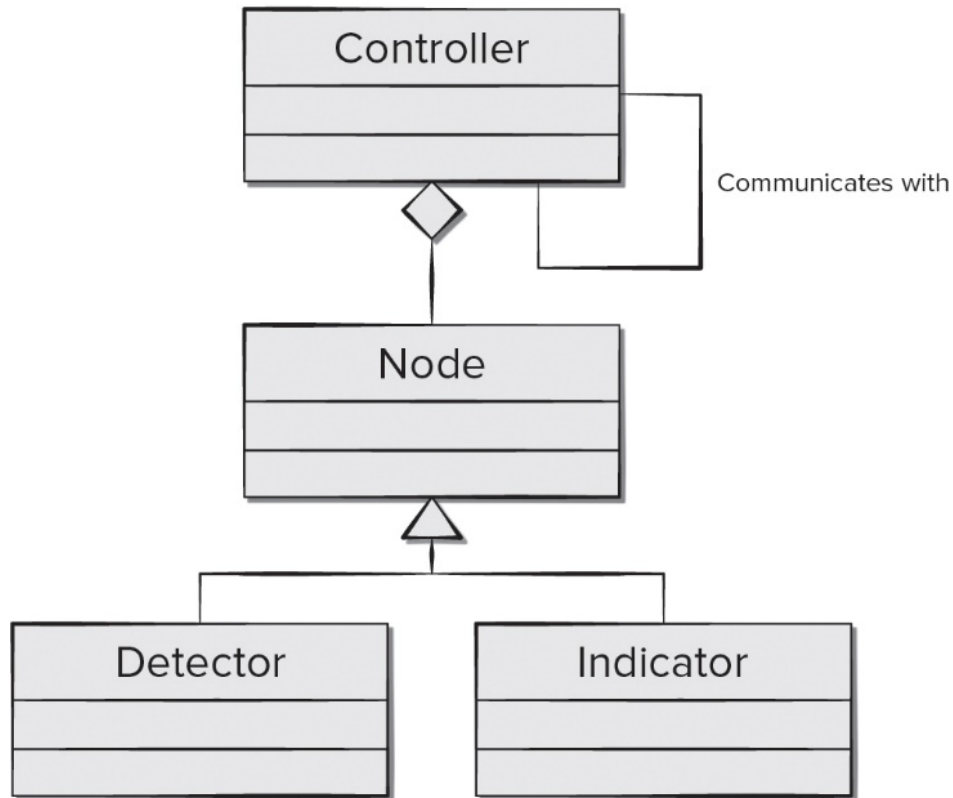 Controller
Communicates with
Node
Detector
Indicator